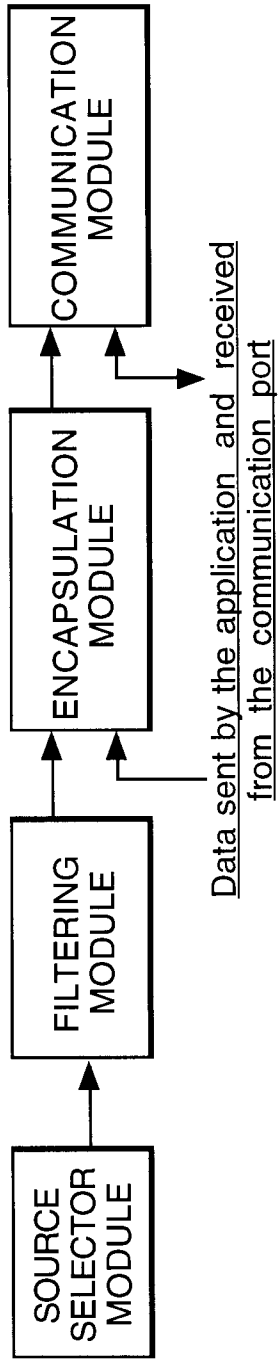 SOURCE
SELECTOR
MODULE
FILTERING
MODULE
ENCAPSULATION
MODULE
COMMUNICATION
MODULE
Data sent by the application and received
from the communication port